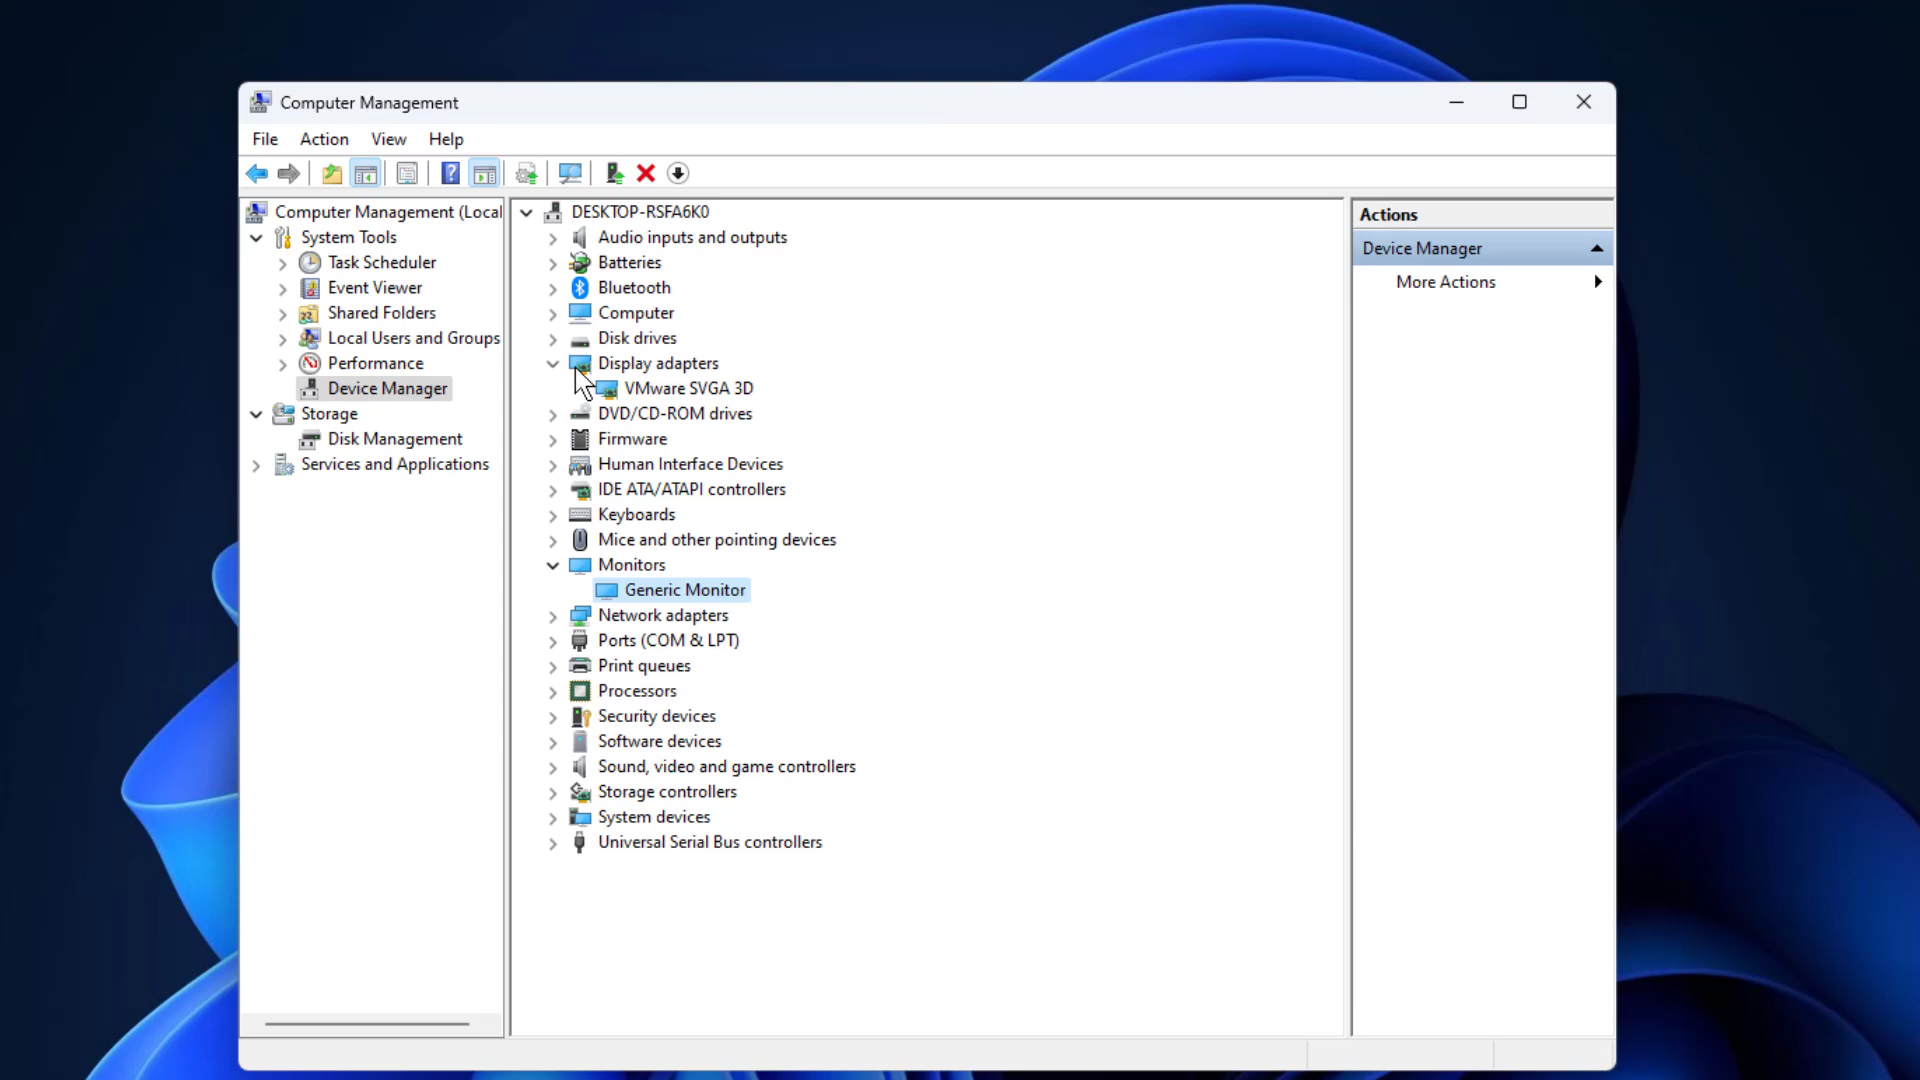 Computer Management
File Action View Help
Computer Management (Local
System Tools
Task Scheduler
Event Viewer
Shared Folders
Local Users and Groups
Performance
Device Manager
Storage
Disk Management
Services and Applications
DESKTOP-RSFA6K0
Audio inputs and outputs
Batteries
Bluetooth
Computer
Disk drives
Display adapters
VMware SVGA 3D
DVD/CD-ROM drives
Firmware
Human Interface Devices
IDE ATA/ATAPI controllers
Keyboards
Mice and other pointing devices
Monitors
Generic Monitor
Network adapters
Ports (COM & LPT)
Print queues
Processors
Security devices
Software devices
Sound, video and game controllers
Storage controllers
System devices
Universal Serial Bus controllers
Actions
Device Manager
More Actions